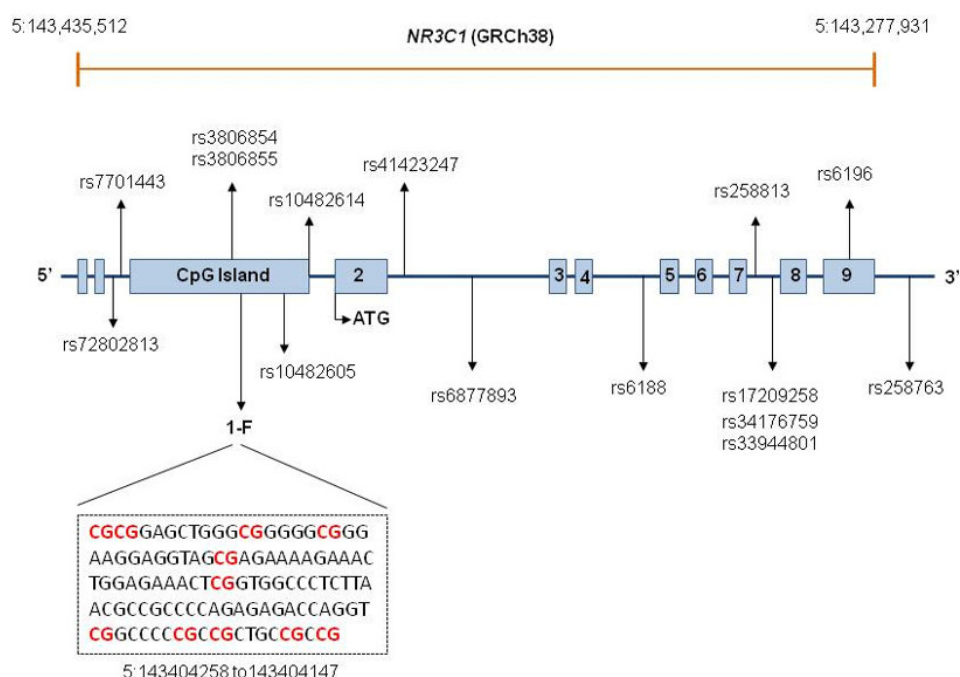 5:143,435,512
NR3C1 (GRCh38)
5:143,277,931
rs3806854
rs3806855
rs41423247
rs7701443
rs10482614
rs258813
rs6196
5’
CpG Island
2
3
4
5
6
7
8
9
3’
ATG
rs72802813
rs10482605
rs6877893
rs6188
rs17209258
rs34176759
rs33944801
rs258763
1-F
CGCGGAGCTGGGCGGGGGCGGG
AAGGAGGTAGCGAGAAAAGAAAC
TGGAGAAACTCGGTGGCCCTCTTA
ACGCCGCCCCAGAGAGACCAGGT
CGGCCCCCGCCGCTGCCGCCG
5: 143404258 to 143404147